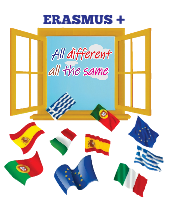 ERASMUS +
All different
all the same